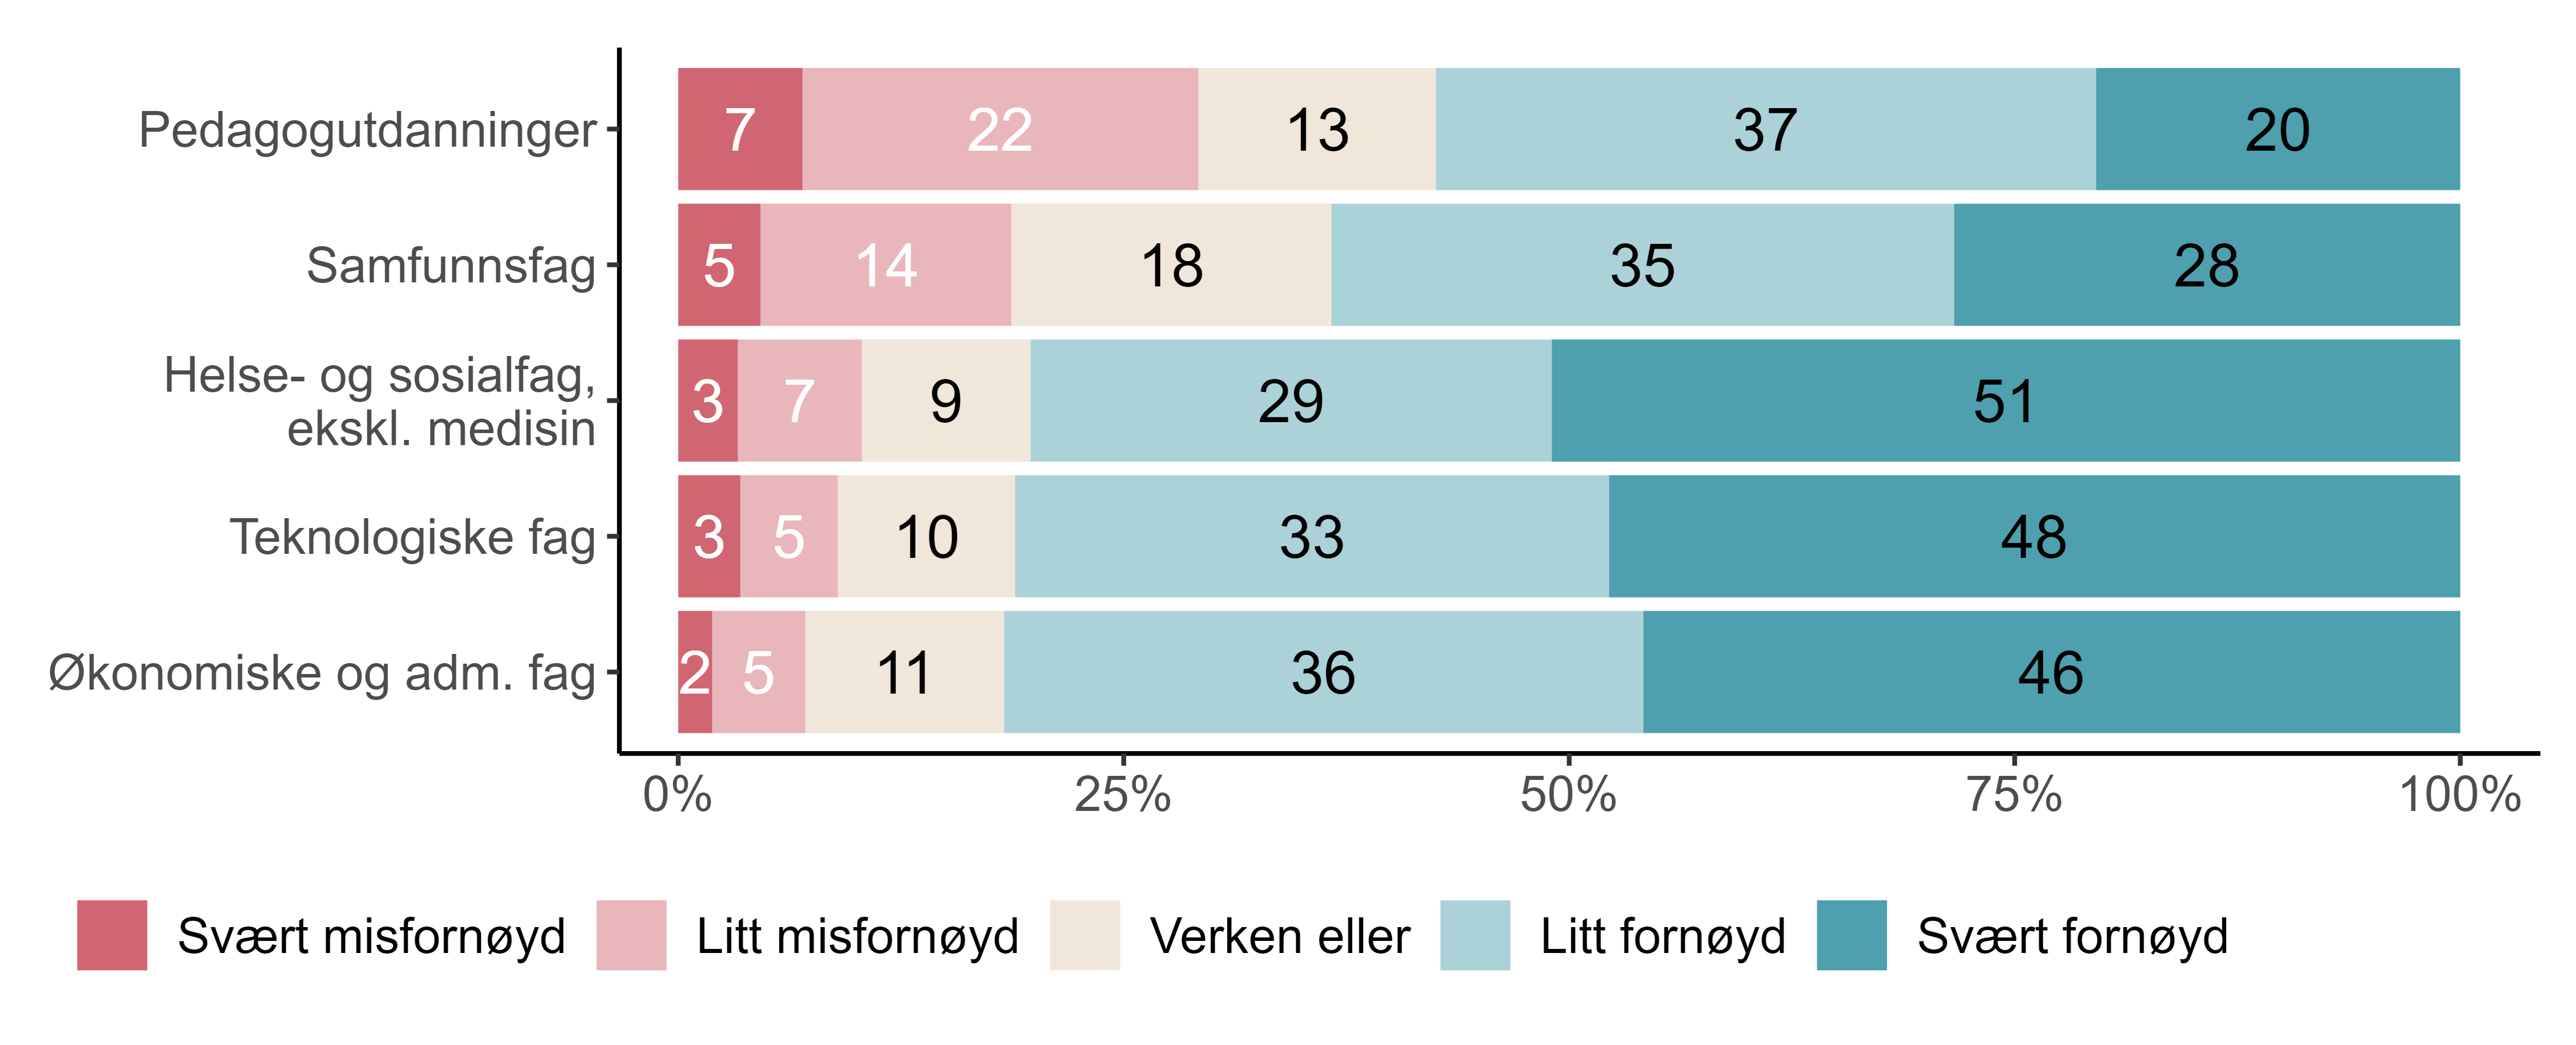 Pedagogutdanninger
7 22 13 37 20
Samfunnsfag
5 14 18 35 28
Helse- og sosialfag,
ekskl. medisin
3 7 9 29 51
Teknologiske fag
3 5 10 33 48
Økonomiske og adm. fag
2 5 11 36 46
0% 25% 50% 75% 100%
Svært misfornøyd Litt misfornøyd Verken eller Litt fornøyd Svært fornøyd